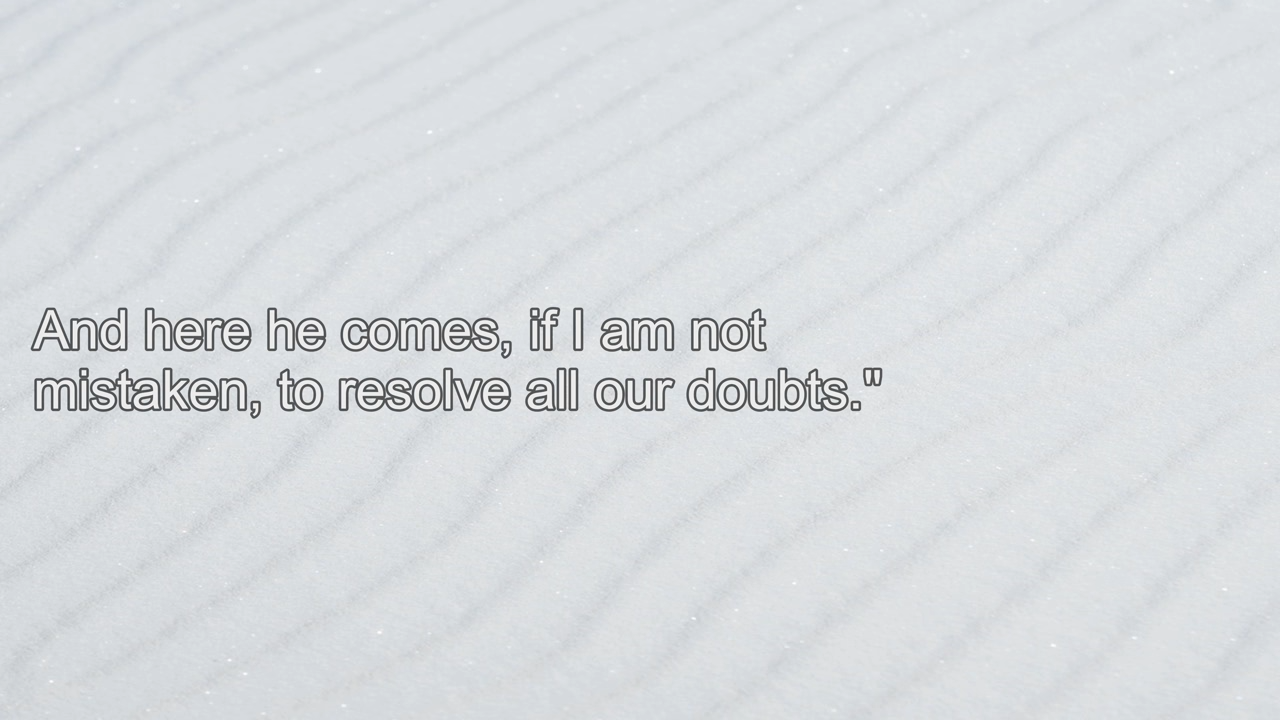 And here he comes, if I am not
mistaken, to resolve all our doubts."